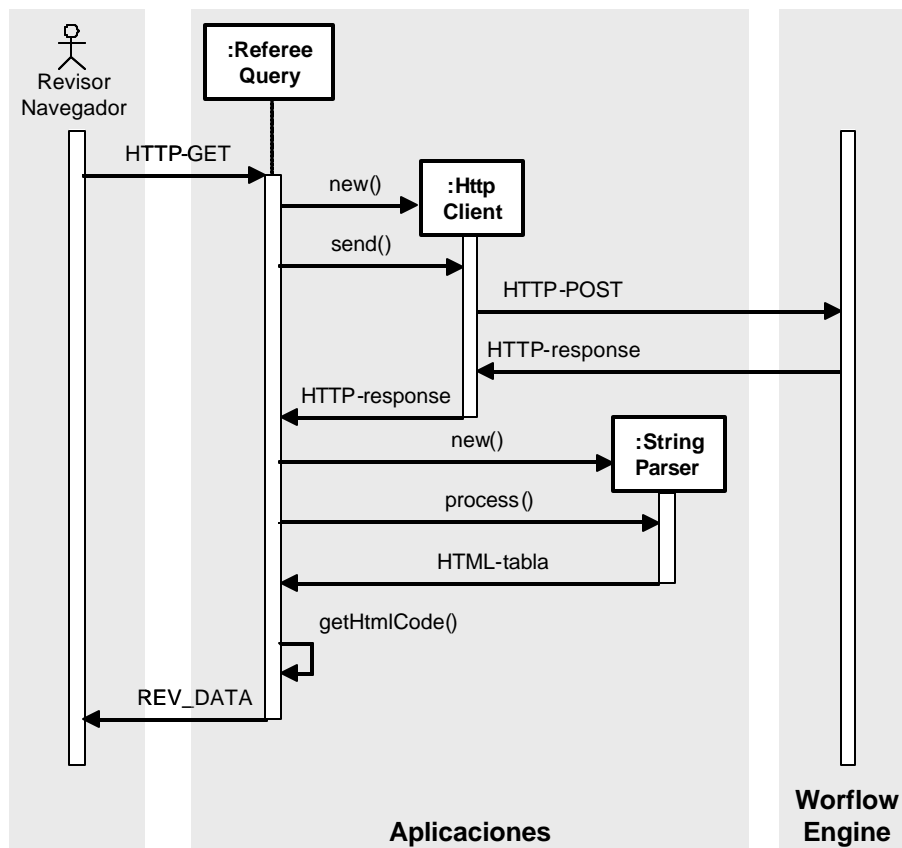 Revisor
Navegador
:Referee
Query
HTTP-GET
new()
:Http
Client
send()
HTTP-POST
HTTP-response
HTTP-response
new()
:String
Parser
process()
HTML-tabla
getHtmlCode()
REV_DATA
Aplicaciones
Worflow
Engine